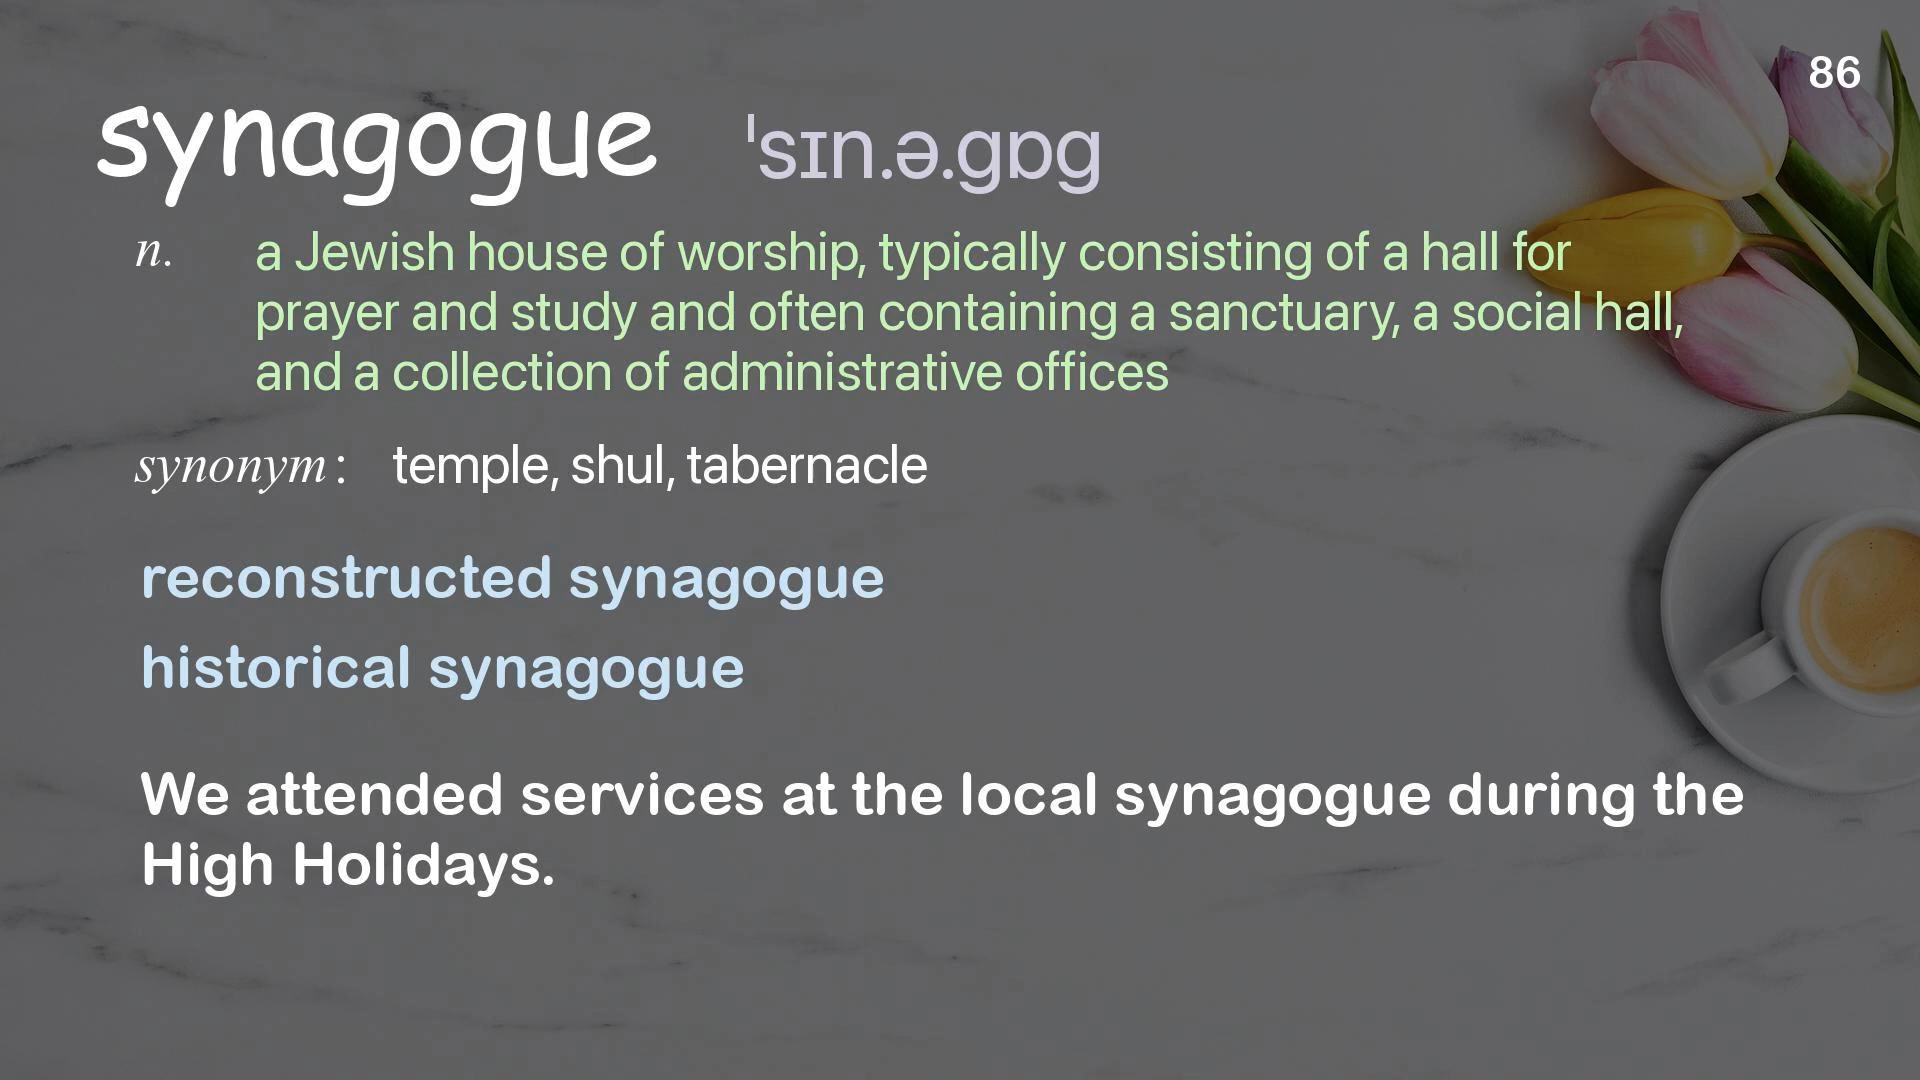 86
synagogue ˈsɪn.ə.gɒg
n. a Jewish house of worship, typically consisting of a hall for
prayer and study and often containing a sanctuary, a social hall,
and a collection of administrative offices
synonym: temple, shul, tabernacle
reconstructed synagogue
historical synagogue
We attended services at the local synagogue during the
High Holidays.